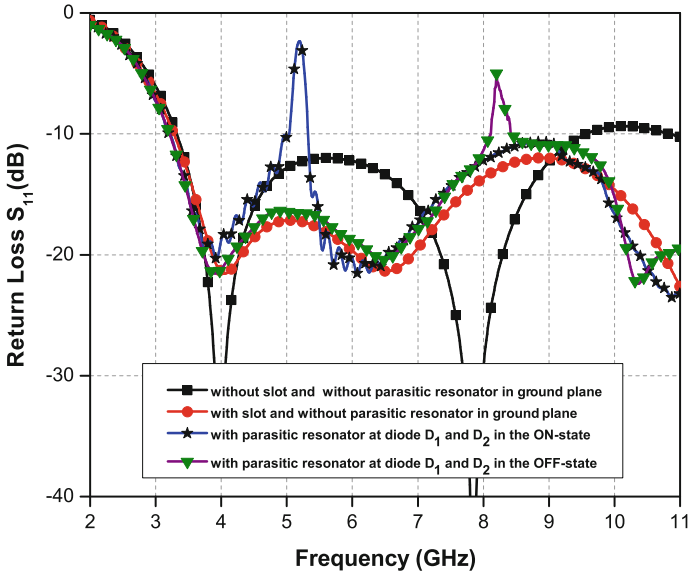 Return Loss S11(dB)
0
-10
-20
-30
-40
without slot and without parasitic resonator in ground plane
with slot and without parasitic resonator in ground plane
with parasitic resonator at diode D1 and D2 in the ON-state
with parasitic resonator at diode D1 and D2 in the OFF-state
2 3 4 5 6 7 8 9 10 11
Frequency (GHz)